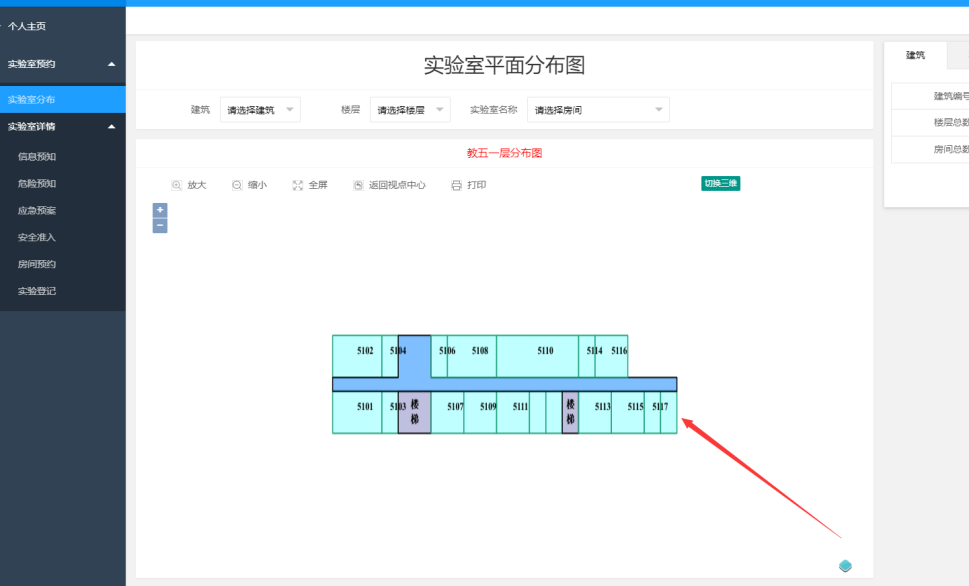 个人主页
实验室预约
实验室分布
实验室详情
信息预知
危险预知
应急预案
安全准入
房间预约
实验登记
实验室平面分布图
建筑 请选择建筑 楼层 请选择楼层 实验室名称 请选择房间
教五一层分布图
放大 缩小 全屏 返回视点中心 打印 切换三维
+
−
5102 5104 5106 5108 5110 5114 5116
5101 5103 楼梯 5107 5109 5111 楼梯 5113 5115 5117
建筑
建筑编号
楼层总数
房间总数